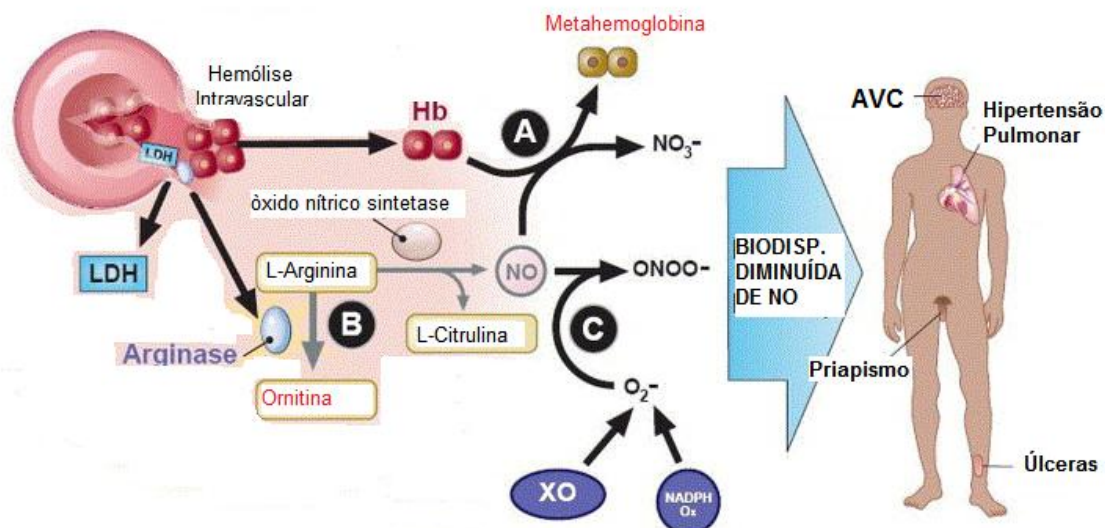 Metahemoglobina
Hemólise
Intravascular
Hb
A
NO₃-
LDH
òxido nítrico sintetase
LDH
L-Arginina
NO
ONOO-
B
L-Citrulina
C
Arginase
Ornitina
O₂-
XO
NADPH
Ox
BIODISP.
DIMINUÍDA
DE NO
AVC
Hipertensão
Pulmonar
Priapismo
Úlceras